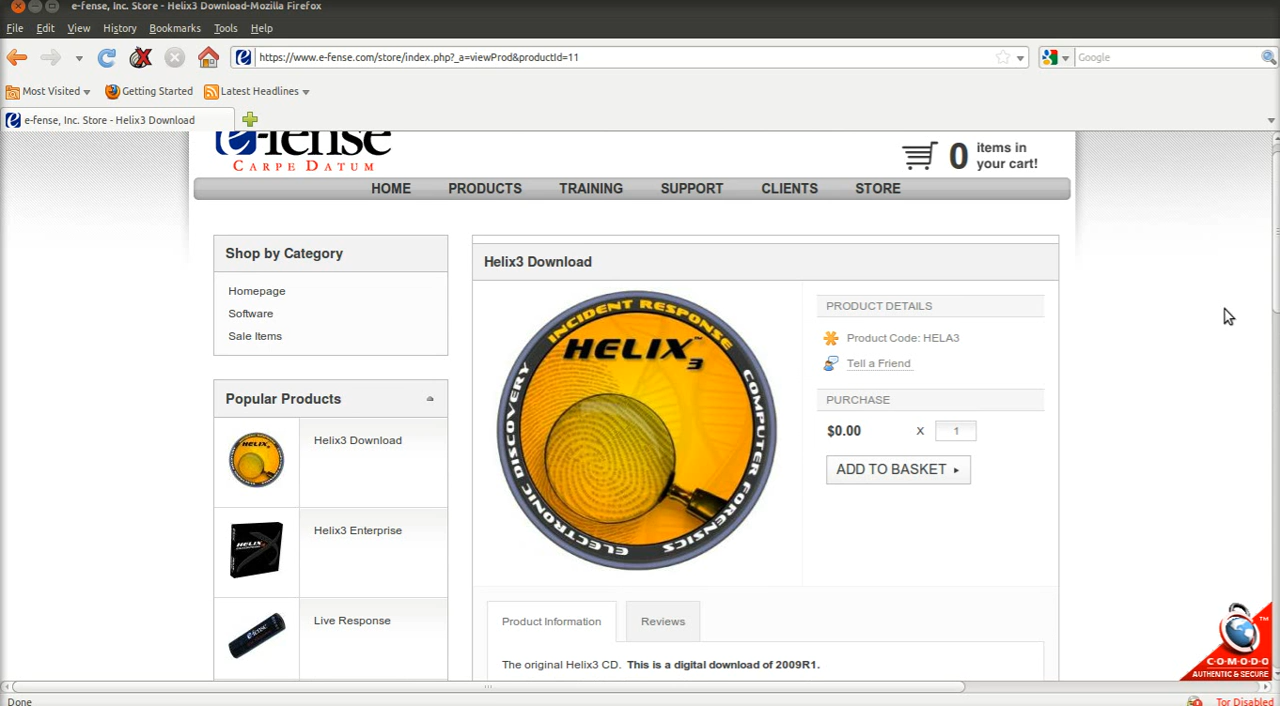 e-fense, Inc. Store - Helix3 Download-Mozilla Firefox
File Edit View History Bookmarks Tools Help
https://www.e-fense.com/store/index.php?_a=viewProd&productId=11
Google
Most Visited Getting Started Latest Headlines
e-fense, Inc. Store - Helix3 Download
e-fense
CARPE DATUM
0 items in
your cart!
HOME PRODUCTS TRAINING SUPPORT CLIENTS STORE
Shop by Category
Homepage
Software
Sale Items
Popular Products
Helix3 Download
Helix3 Enterprise
Live Response
Helix3 Download
INCIDENT RESPONSE
COMPUTER FORENSICS
ELECTRONIC DISCOVERY
HELIX3™
PRODUCT DETAILS
Product Code: HELA3
Tell a Friend
PURCHASE
$0.00 X 1
ADD TO BASKET
Product Information Reviews
The original Helix3 CD. This is a digital download of 2009R1.
COMODO
TM
AUTHENTIC & SECURE
Done
Tor Disabled